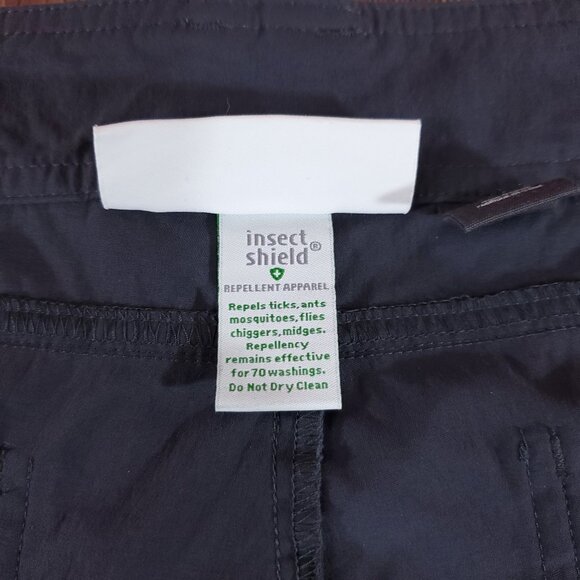 insect
shield®
REPELLENT APPAREL
Repels ticks, ants
mosquitoes, flies
chiggers, midges.
Repellency
remains effective
for 70 washings.
Do Not Dry Clean